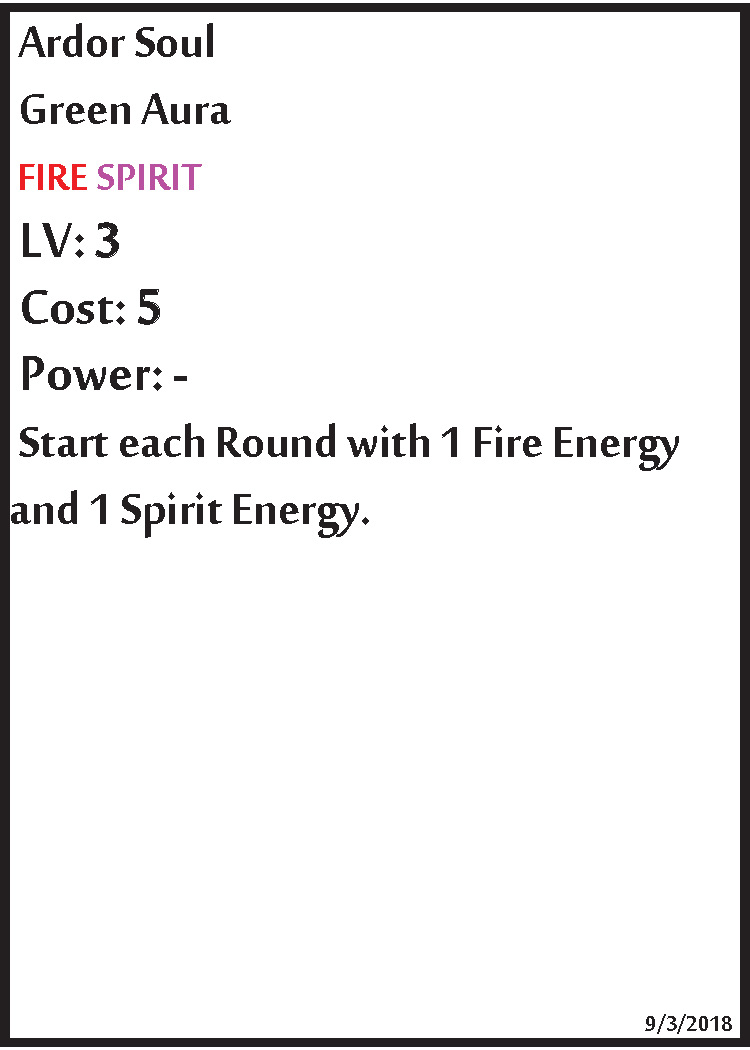 Ardor Soul
Green Aura
FIRE SPIRIT
LV: 3
Cost: 5
Power: -
Start each Round with 1 Fire Energy
and 1 Spirit Energy.
9/3/2018